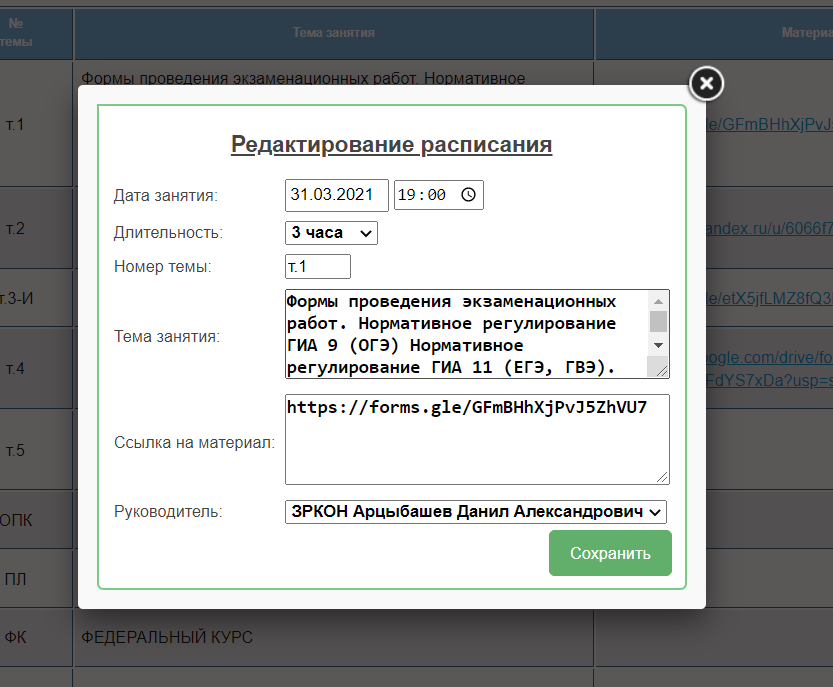 №
темы
Тема занятия
Материа
Формы проведения экзаменационных работ. Нормативное
т.1
le/GFmBHhXjPvJ
т.2
andex.ru/u/6066f7
т.3-И
le/etX5jfLMZ8fQ3
т.4
ogle.com/drive/fo
FdYS7xDa?usp=s
т.5
ОПК
ПЛ
ФК
ФЕДЕРАЛЬНЫЙ КУРС
Редактирование расписания
Дата занятия:
31.03.2021
19:00
Длительность:
3 часа
Номер темы:
т.1
Тема занятия:
Формы проведения экзаменационных
работ. Нормативное регулирование
ГИА 9 (ОГЭ) Нормативное
регулирование ГИА 11 (ЕГЭ, ГВЭ).
Ссылка на материал:
https://forms.gle/GFmBHhXjPvJ5ZhVU7
Руководитель:
ЗРКОН Арцыбашев Данил Александрович
Сохранить